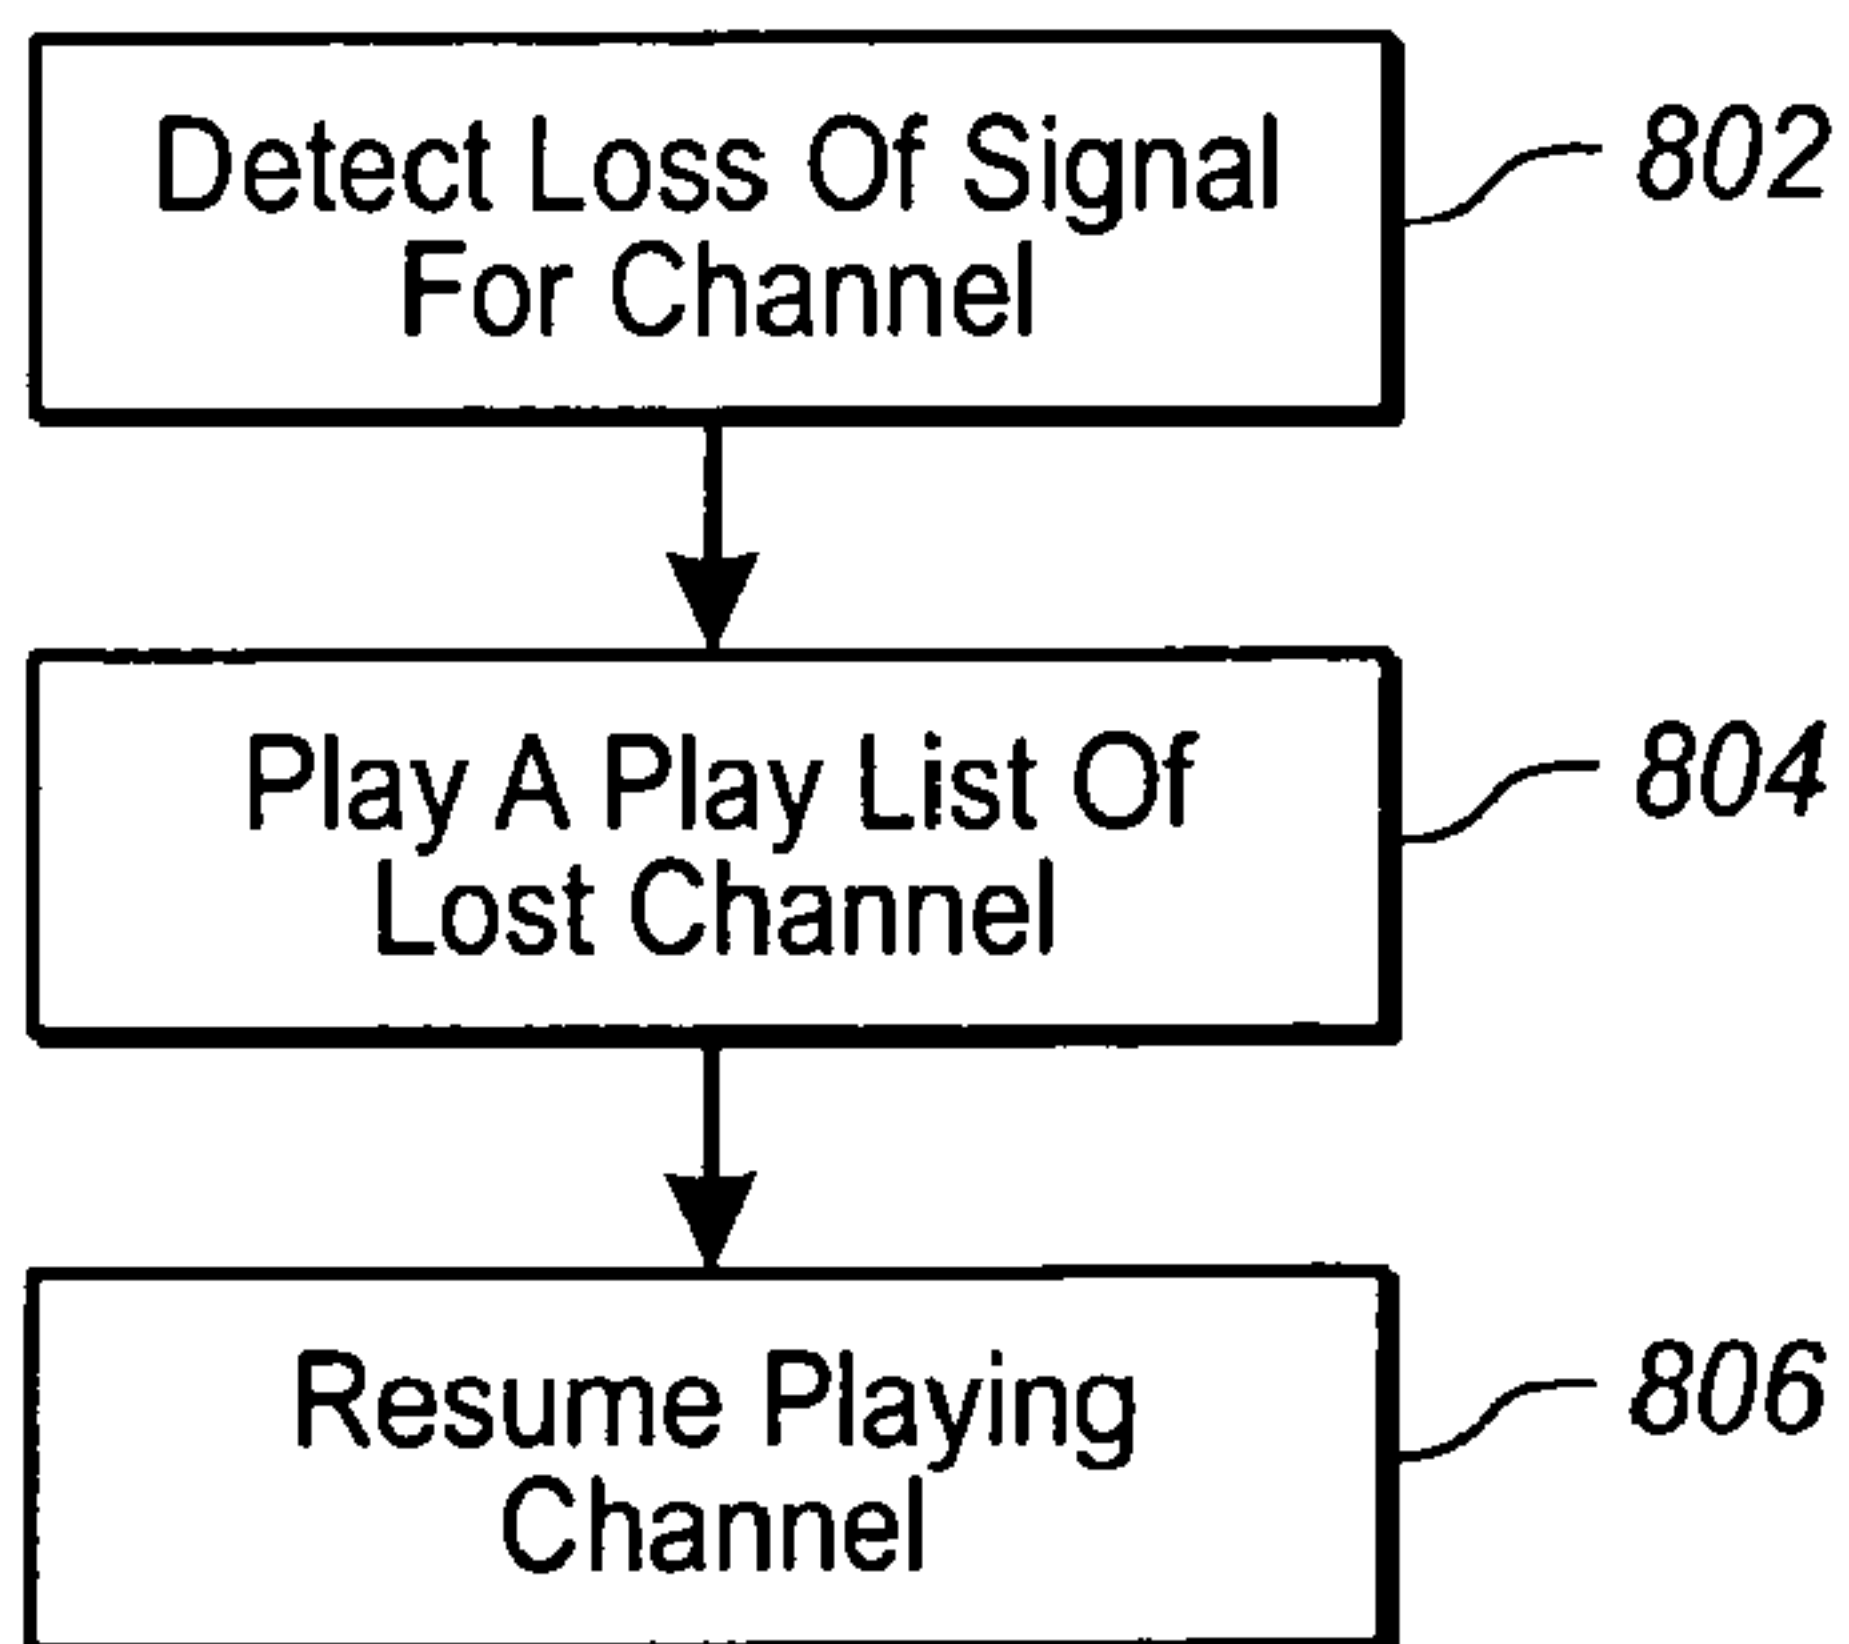 Detect Loss Of Signal
For Channel
802
Play A Play List Of
Lost Channel
804
Resume Playing
Channel
806